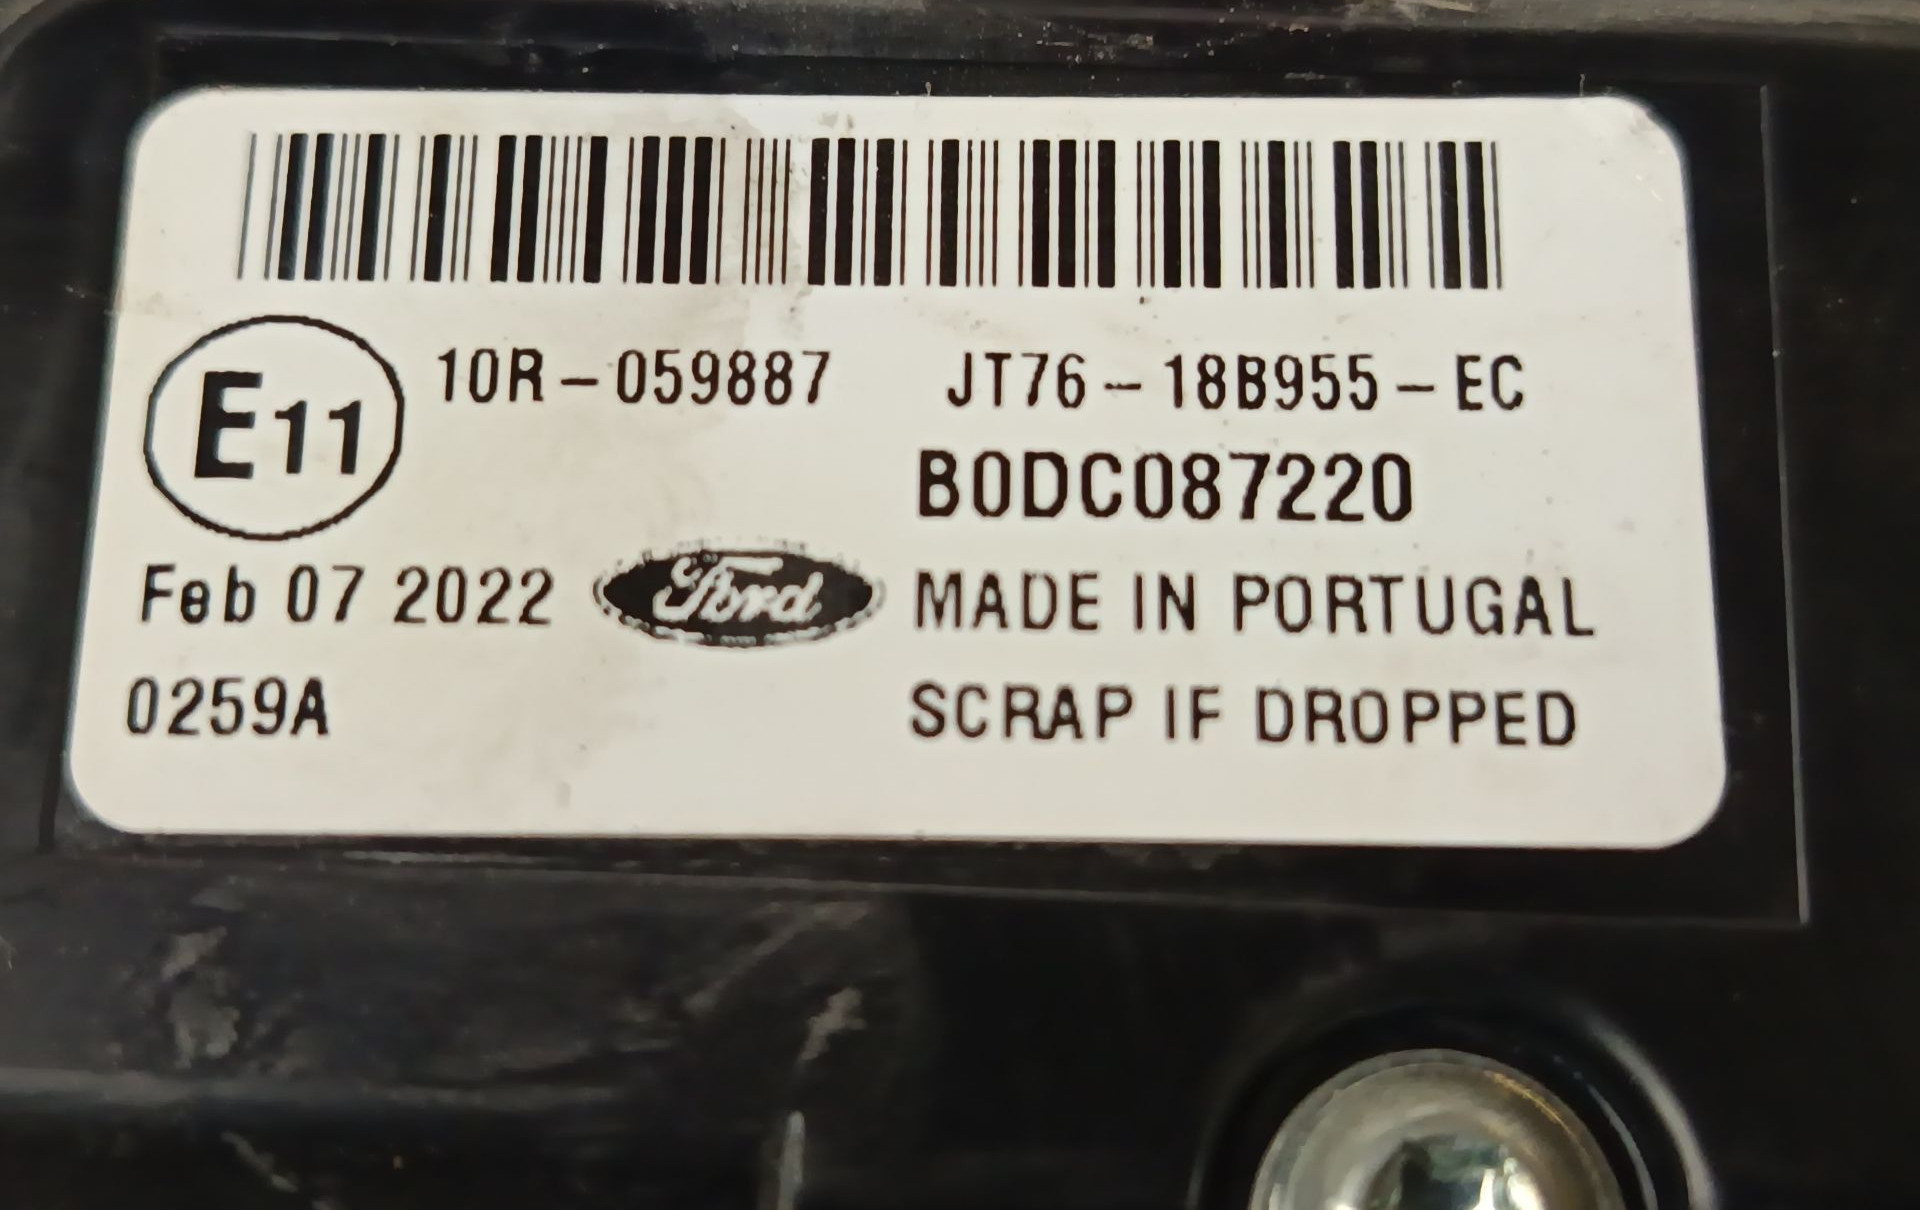 E11 10R-059887 JT76-18B955-EC
B0DC087220
Feb 07 2022 Ford MADE IN PORTUGAL
0259A SCRAP IF DROPPED